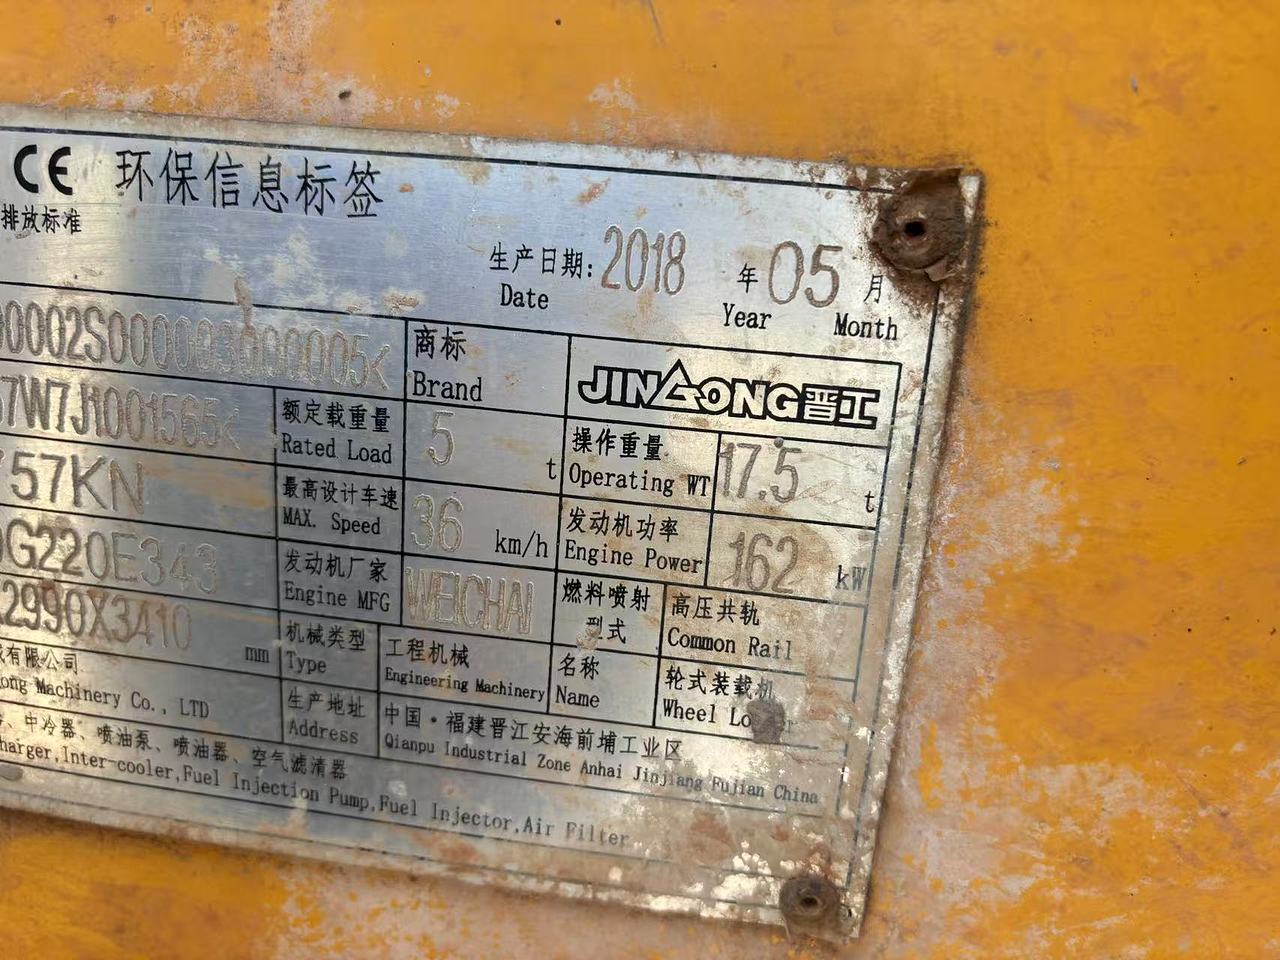 CE 环保信息标签
排放标准
生产日期: 2018 年 05 月
Date Year Month
商标
Brand
JINGONG晋工
额定载重量 5 t
Rated Load
操作重量 17.5 t
Operating WT
757KN
最高设计车速 36 km/h
MAX. Speed
发动机功率 162 kW
Engine Power
G220E343
发动机厂家 WEICHAI
Engine MFG
燃料喷射
型式
高压共轨
Common Rail
2990X3410 mm
机械类型
Type
工程机械
Engineering Machinery
名称
Name
轮式装载机
Wheel Loader
有限公司
Machinery Co., LTD
生产地址
Address
中国·福建晋江安海前埔工业区
Qianpu Industrial Zone Anhai Jinjiang Fujian China
、中冷器、喷油泵、喷油器、空气滤清器
harger,Inter-cooler,Fuel Injection Pump,Fuel Injector,Air Filter